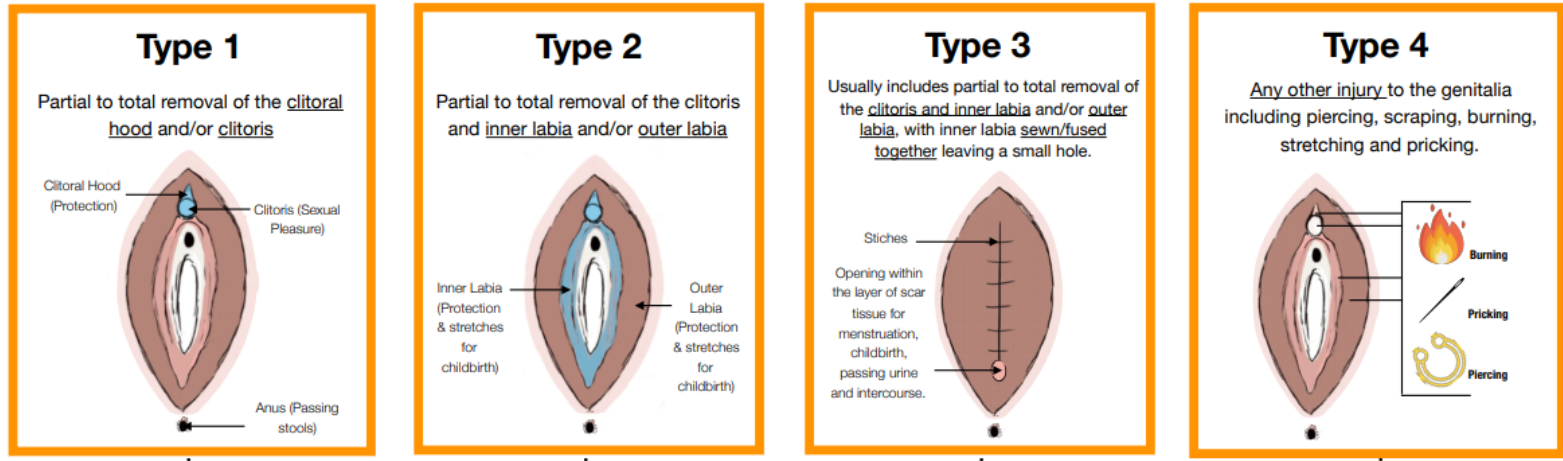 Type 1
Partial to total removal of the clitoral
hood and/or clitoris
Clitoral Hood
(Protection)
Clitoris (Sexual
Pleasure)
Anus (Passing
stools)
Type 2
Partial to total removal of the clitoris
and inner labia and/or outer labia
Inner Labia
(Protection
& stretches
for
childbirth)
Outer
Labia
(Protection
& stretches
for
childbirth)
Type 3
Usually includes partial to total removal of
the clitoris and inner labia and/or outer
labia, with inner labia sewn/fused
together leaving a small hole.
Stiches
Opening within
the layer of scar
tissue for
menstruation,
childbirth,
passing urine
and intercourse.
Type 4
Any other injury to the genitalia
including piercing, scraping, burning,
stretching and pricking.
Burning
Pricking
Piercing